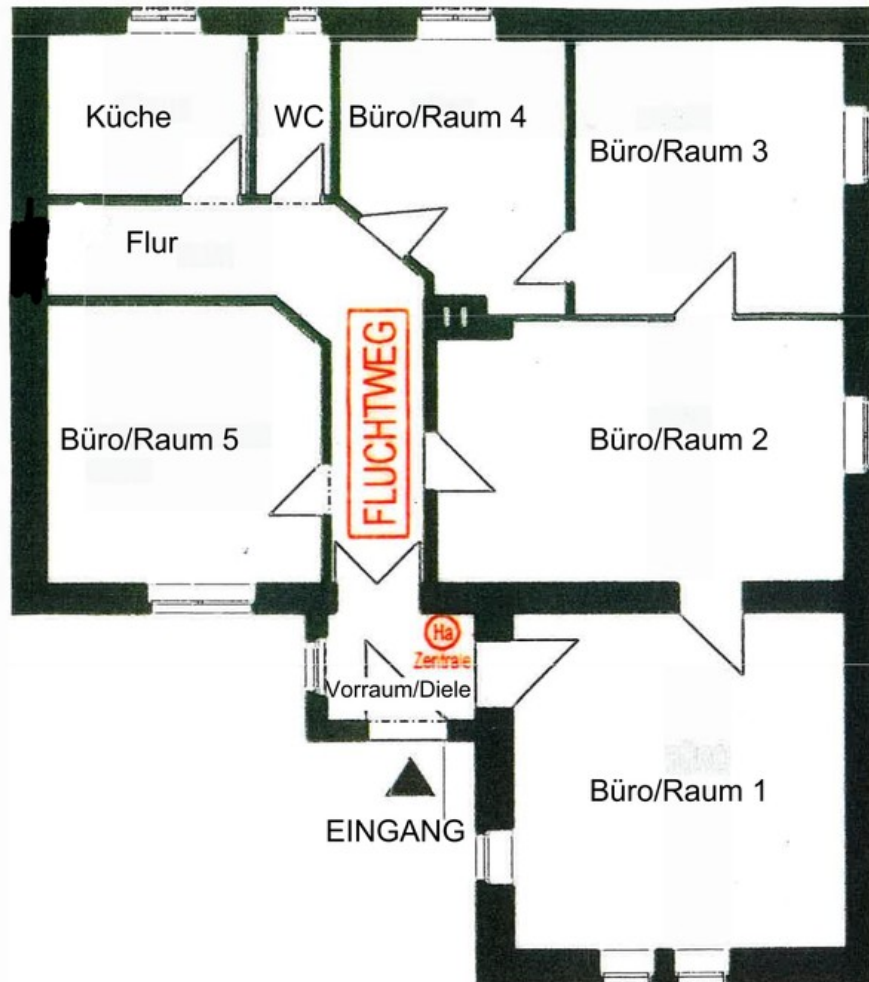 Küche
WC
Büro/Raum 4
Büro/Raum 3
Flur
FLUCHTWEG
Büro/Raum 5
Büro/Raum 2
Ha
Zentrale
Vorraum/Diele
EINGANG
Büro/Raum 1